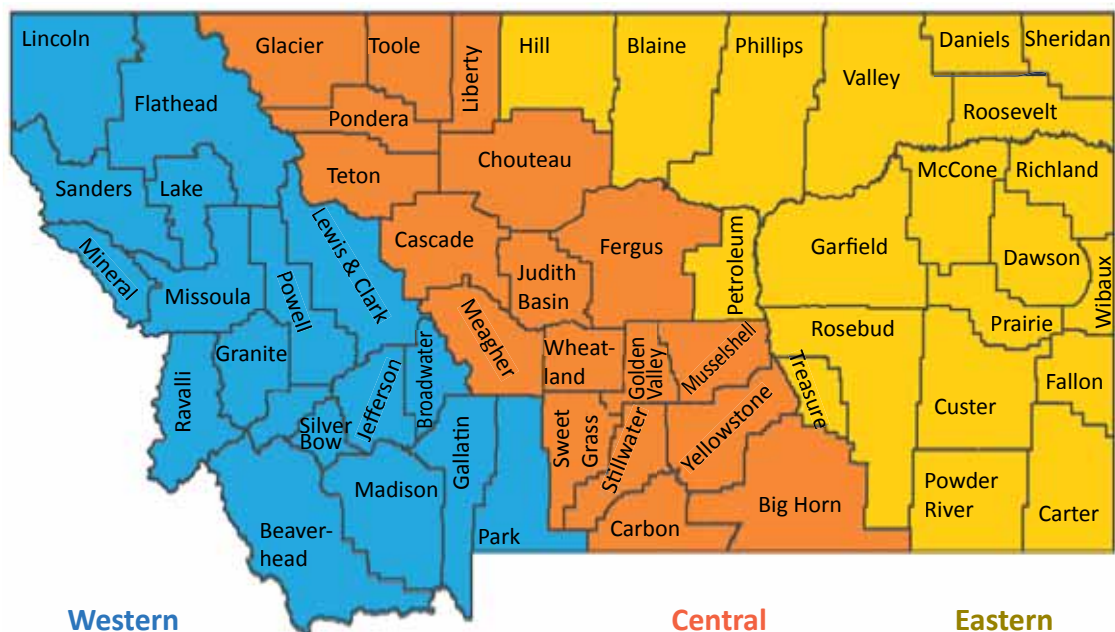 Lincoln
Flathead
Glacier
Toole
Liberty
Hill
Blaine
Phillips
Valley
Daniels
Sheridan
Roosevelt
Pondera
Teton
Chouteau
Sanders
Lake
Lewis & Clark
Cascade
Judith
Basin
Fergus
Petroleum
Garfield
McCone
Richland
Dawson
Wibaux
Mineral
Missoula
Powell
Granite
Ravalli
Silver
Bow
Jefferson
Broadwater
Meagher
Wheat-
land
Golden
Valley
Musselshell
Rosebud
Treasure
Prairie
Custer
Fallon
Beaver-
head
Madison
Gallatin
Park
Sweet
Grass
Stillwater
Yellowstone
Carbon
Big Horn
Powder
River
Carter
Western
Central
Eastern